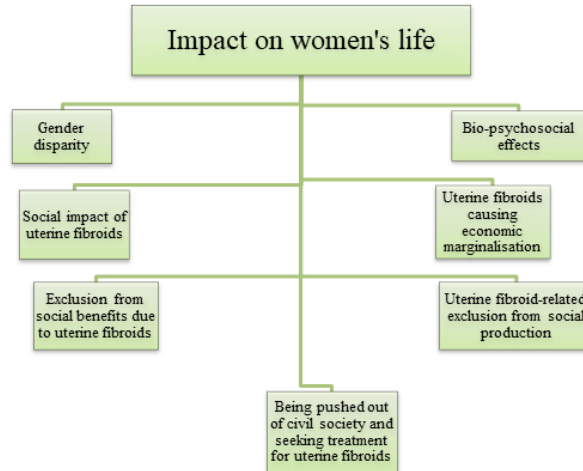 Impact on women's life
Gender
disparity
Bio-psychosocial
effects
Social impact of
uterine fibroids
Uterine fibroids
causing
economic
marginalisation
Exclusion from
social benefits due
to uterine fibroids
Uterine fibroid-related
exclusion from social
production
Being pushed out
of civil society and
seeking treatment
for uterine fibroids